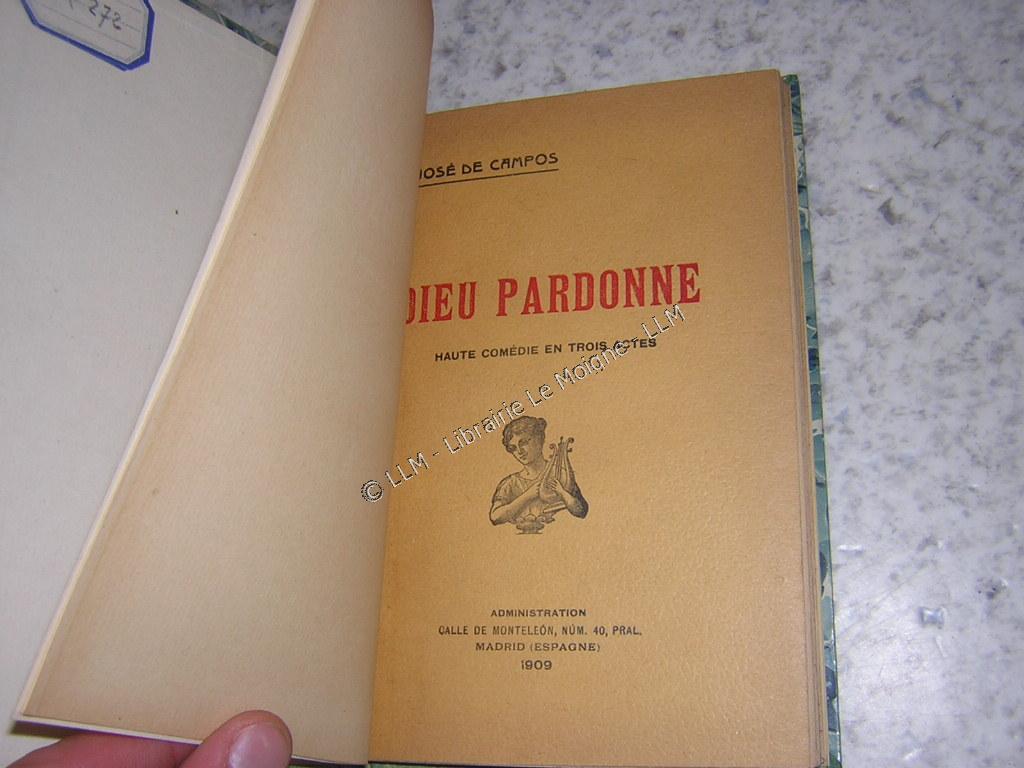 272
JOSÉ DE CAMPOS
DIEU PARDONNE
HAUTE COMÉDIE EN TROIS ACTES
© LLM - Librairie Le Moigne - LLM
ADMINISTRATION
CALLE DE MONTELEÓN, NÚM. 40, PRAL.
MADRID (ESPAGNE)
1909